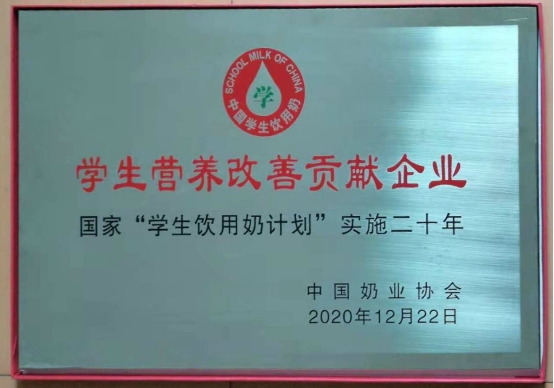 SCHOOL MILK OF CHINA
学
中国学生饮用奶
学生营养改善贡献企业
国家“学生饮用奶计划”实施二十年
中国奶业协会
2020年12月22日